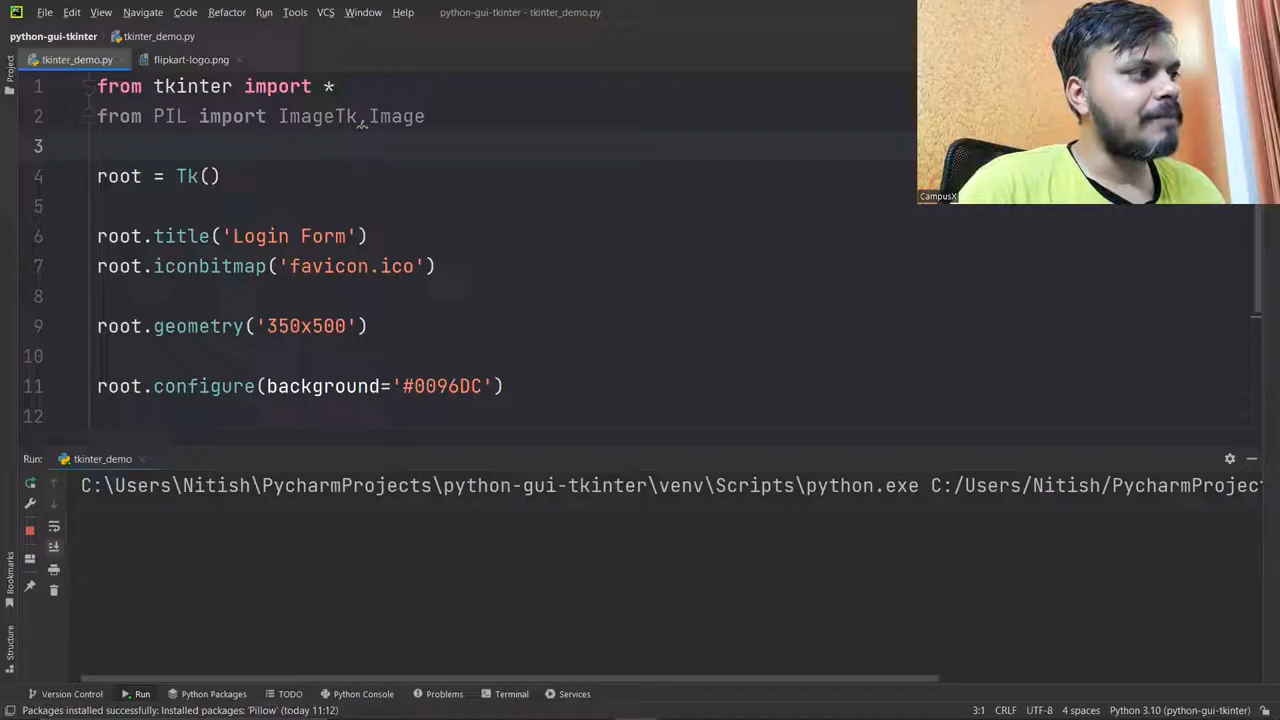 File Edit View Navigate Code Refactor Run Tools VCS Window Help python-gui-tkinter - tkinter_demo.py
python-gui-tkinter tkinter_demo.py
tkinter_demo.py flipkart-logo.png
Project
1 from tkinter import *
2 from PIL import ImageTk,Image
3
4 root = Tk()
5
6 root.title('Login Form')
7 root.iconbitmap('favicon.ico')
8
9 root.geometry('350x500')
10
11 root.configure(background='#0096DC')
12
CampusX
Run: tkinter_demo
C:\Users\Nitish\PycharmProjects\python-gui-tkinter\venv\Scripts\python.exe C:/Users/Nitish/PycharmProjec
Bookmarks
Structure
Version Control Run Python Packages TODO Python Console Problems Terminal Services
Packages installed successfully: Installed packages: 'Pillow' (today 11:12) 3:1 CRLF UTF-8 4 spaces Python 3.10 (python-gui-tkinter)